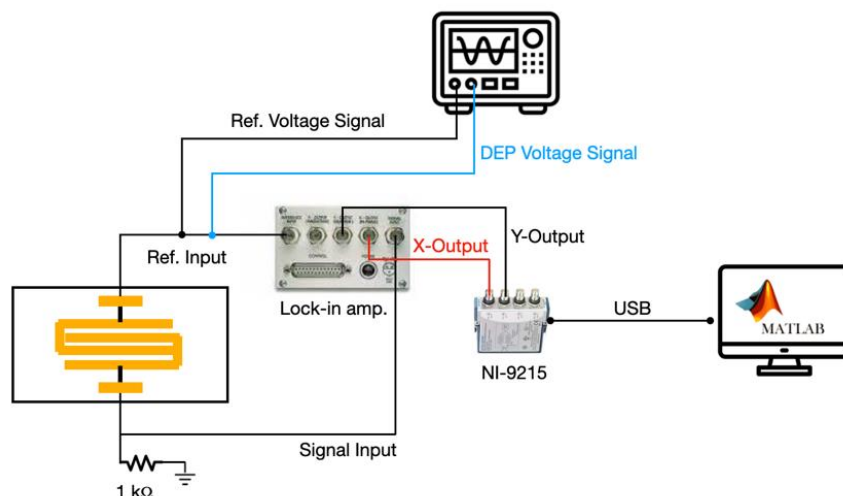 Ref. Voltage Signal
DEP Voltage Signal
Ref. Input
X-Output
Y-Output
CONTROL
Lock-in amp.
USB
MATLAB
NI-9215
Signal Input
1 kΩ